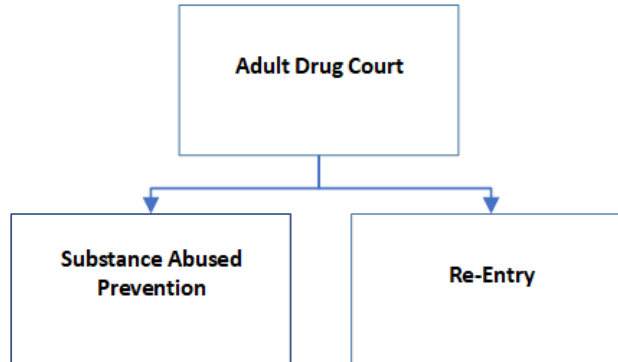 Adult Drug Court
Substance Abused
Prevention
Re-Entry